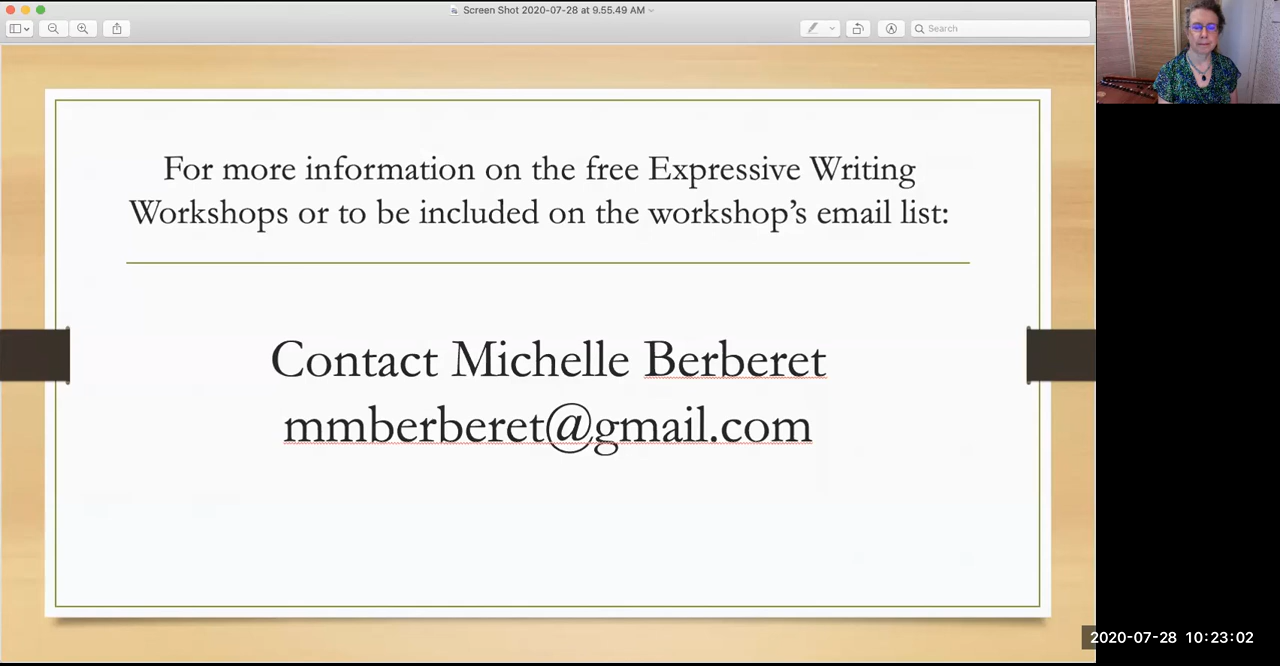 Screen Shot 2020-07-28 at 9.55.49 AM
Search
For more information on the free Expressive Writing
Workshops or to be included on the workshop’s email list:
Contact Michelle Berberet
mmberberet@gmail.com
2020-07-28 10:23:02